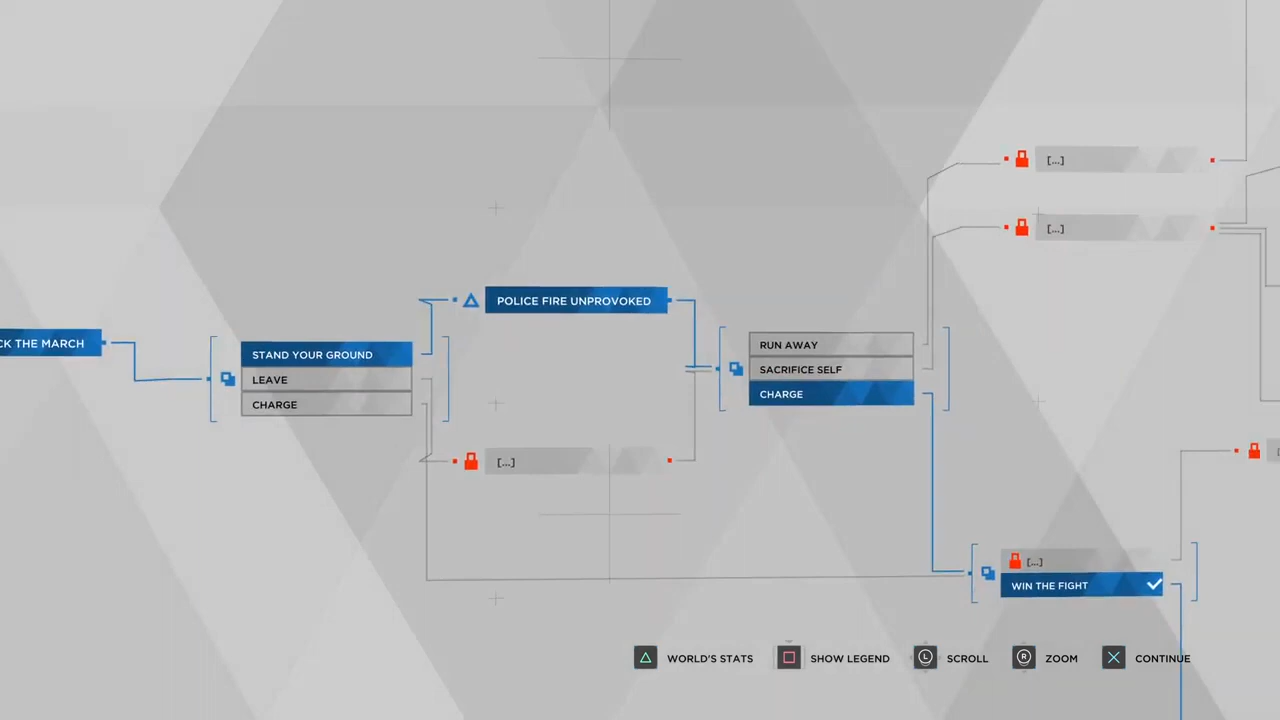 [...]
[...]
POLICE FIRE UNPROVOKED
CK THE MARCH
STAND YOUR GROUND
LEAVE
CHARGE
RUN AWAY
SACRIFICE SELF
CHARGE
[...]
[...]
WIN THE FIGHT
WORLD'S STATS
SHOW LEGEND
L
SCROLL
R
ZOOM
CONTINUE